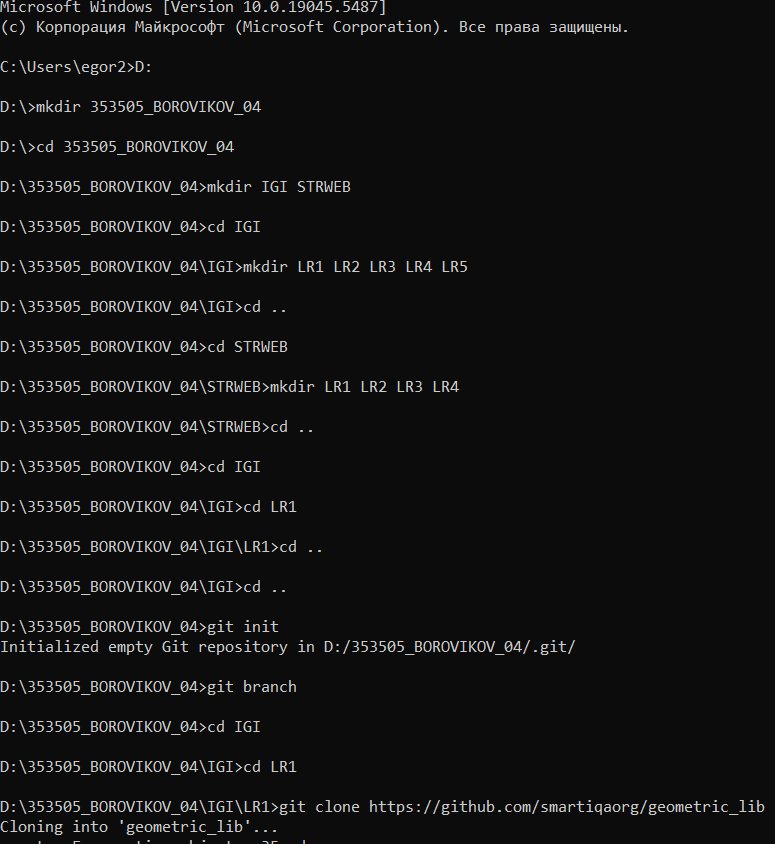 Microsoft Windows [Version 10.0.19045.5487]
(c) Корпорация Майкрософт (Microsoft Corporation). Все права защищены.
C:\Users\egor2>D:
D:\>mkdir 353505_BOROVIKOV_04
D:\>cd 353505_BOROVIKOV_04
D:\353505_BOROVIKOV_04>mkdir IGI STRWEB
D:\353505_BOROVIKOV_04>cd IGI
D:\353505_BOROVIKOV_04\IGI>mkdir LR1 LR2 LR3 LR4 LR5
D:\353505_BOROVIKOV_04\IGI>cd ..
D:\353505_BOROVIKOV_04>cd STRWEB
D:\353505_BOROVIKOV_04\STRWEB>mkdir LR1 LR2 LR3 LR4
D:\353505_BOROVIKOV_04\STRWEB>cd ..
D:\353505_BOROVIKOV_04>cd IGI
D:\353505_BOROVIKOV_04\IGI>cd LR1
D:\353505_BOROVIKOV_04\IGI\LR1>cd ..
D:\353505_BOROVIKOV_04\IGI>cd ..
D:\353505_BOROVIKOV_04>git init
Initialized empty Git repository in D:/353505_BOROVIKOV_04/.git/
D:\353505_BOROVIKOV_04>git branch
D:\353505_BOROVIKOV_04>cd IGI
D:\353505_BOROVIKOV_04\IGI>cd LR1
D:\353505_BOROVIKOV_04\IGI\LR1>git clone https://github.com/smartiqaorg/geometric_lib
Cloning into 'geometric_lib'...